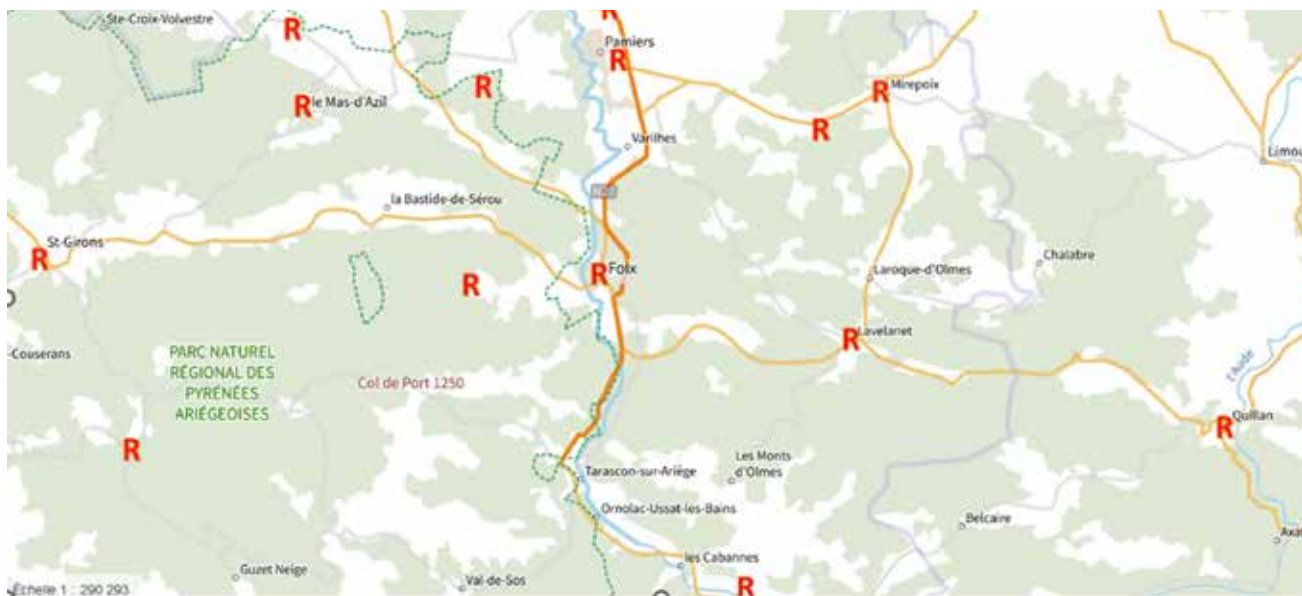 Ste-Croix-Volvestre
R
R
Pamiers
R
R
le Mas-d'Azil
R
R
Mirepoix
R
Varilhes
Limou
la Bastide-de-Sérou
St-Girons
R
Foix
R
R
Chalabre
Laroque-d'Olmes
Lavelanet
R
-Couserans
PARC NATUREL
RÉGIONAL DES
PYRÉNÉES
ARIÉGEOISES
Col de Port 1250
l'Aude
Quillan
R
R
Les Monts
d'Olmes
Tarascon-sur-Ariège
Ornolac-Ussat-les-Bains
Belcaire
Axat
les Cabannes
Guzet Neige
Val-de-Sos
R
Échelle 1 : 290 293